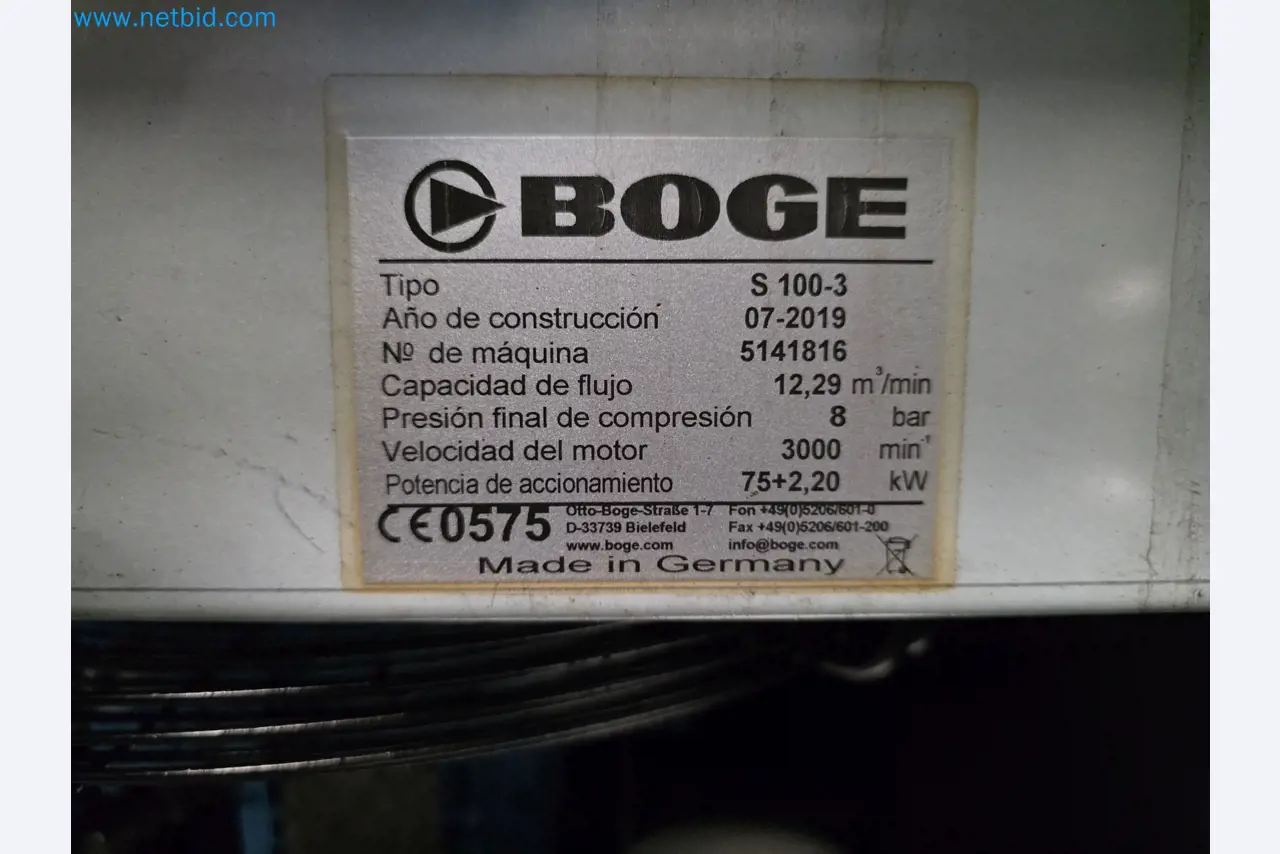 www.netbid.com
BOGE
Tipo S 100-3
Año de construcción 07-2019
Nº de máquina 5141816
Capacidad de flujo 12,29 m³/min
Presión final de compresión 8 bar
Velocidad del motor 3000 min⁻¹
Potencia de accionamiento 75+2,20 kW
CE0575
Otto-Boge-Straße 1-7 Fon +49(0)5206/601-0
D-33739 Bielefeld Fax +49(0)5206/601-200
www.boge.com info@boge.com
Made in Germany